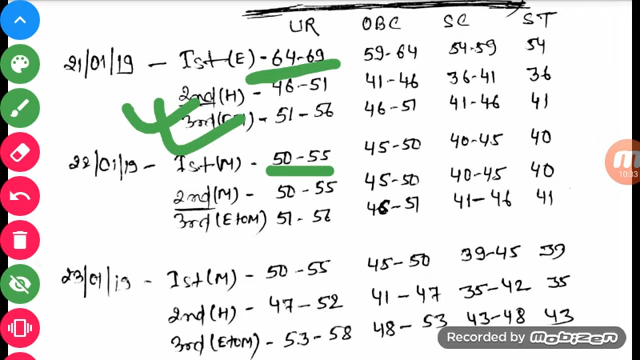 UR OBC SC ST
21/01/19 - Ist-(E) - 64-69 59-64 54-59 54
2nd(H) - 46-51 41-46 36-41 36
3rd( - 51-56 46-51 41-46 41
22/01/19 - Ist(M) - 50-55 45-50 40-45 40
2nd(M) - 50-55 45-50 40-45 40
3rd(EtoM) 51-56 46-51 41-46 41
23/01/19 - Ist(M) - 50-55 45-50 39-45 39
2nd(H) - 47-52 41-47 35-42 35
3rd(EtoM) - 53-58 48-53 43-48 43
10:33
Recorded by mobizen